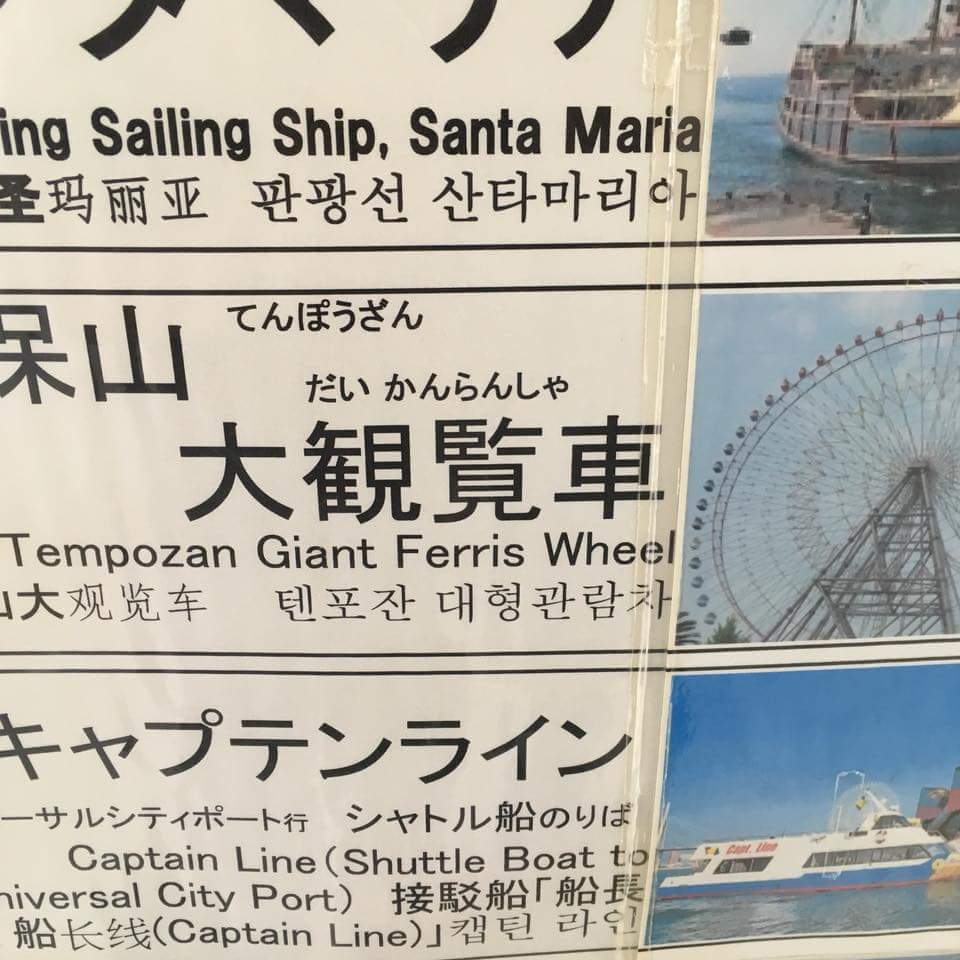 ing Sailing Ship, Santa Maria
圣玛丽亚 판팡선 산타마리아
てんぽうざん
保山
だい かんらんしゃ
大観覧車
Tempozan Giant Ferris Wheel
山大观览车 텐포잔 대형관람차
キャプテンライン
ーサルシティポート行 シャトル船のりば
Captain Line (Shuttle Boat to
niversal City Port) 接駁船「船長
船长线(Captain Line)」캡틴 라인
Capt. Line